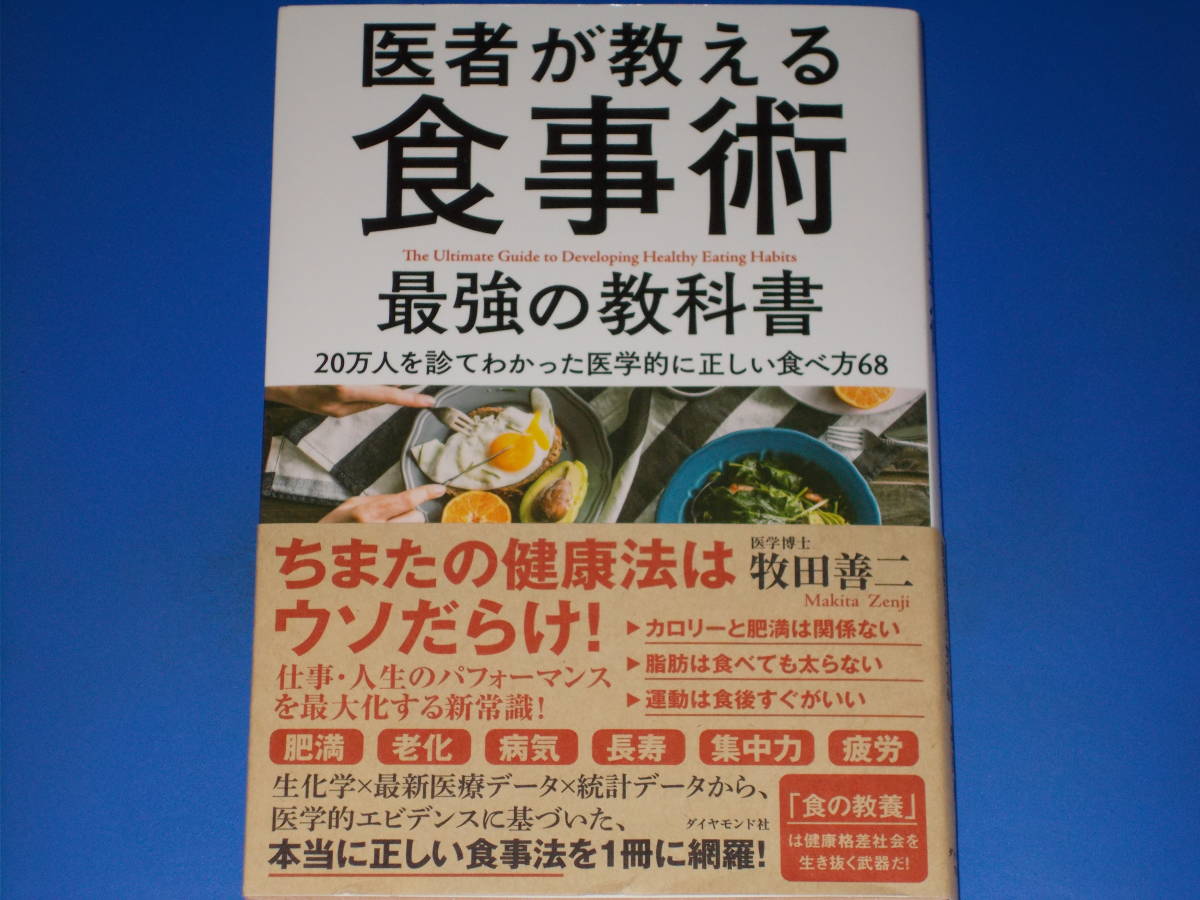 医者が教える
食事術
The Ultimate Guide to Developing Healthy Eating Habits
最強の教科書
20万人を診てわかった医学的に正しい食べ方68
医学博士
牧田善二
Makita Zenji
ちまたの健康法は
ウソだらけ!
仕事・人生のパフォーマンス
を最大化する新常識!
▶カロリーと肥満は関係ない
▶脂肪は食べても太らない
▶運動は食後すぐがいい
肥満 老化 病気 長寿 集中力 疲労
生化学×最新医療データ×統計データから、
医学的エビデンスに基づいた、
本当に正しい食事法を1冊に網羅!
ダイヤモンド社
「食の教養」
は健康格差社会を
生き抜く武器だ!